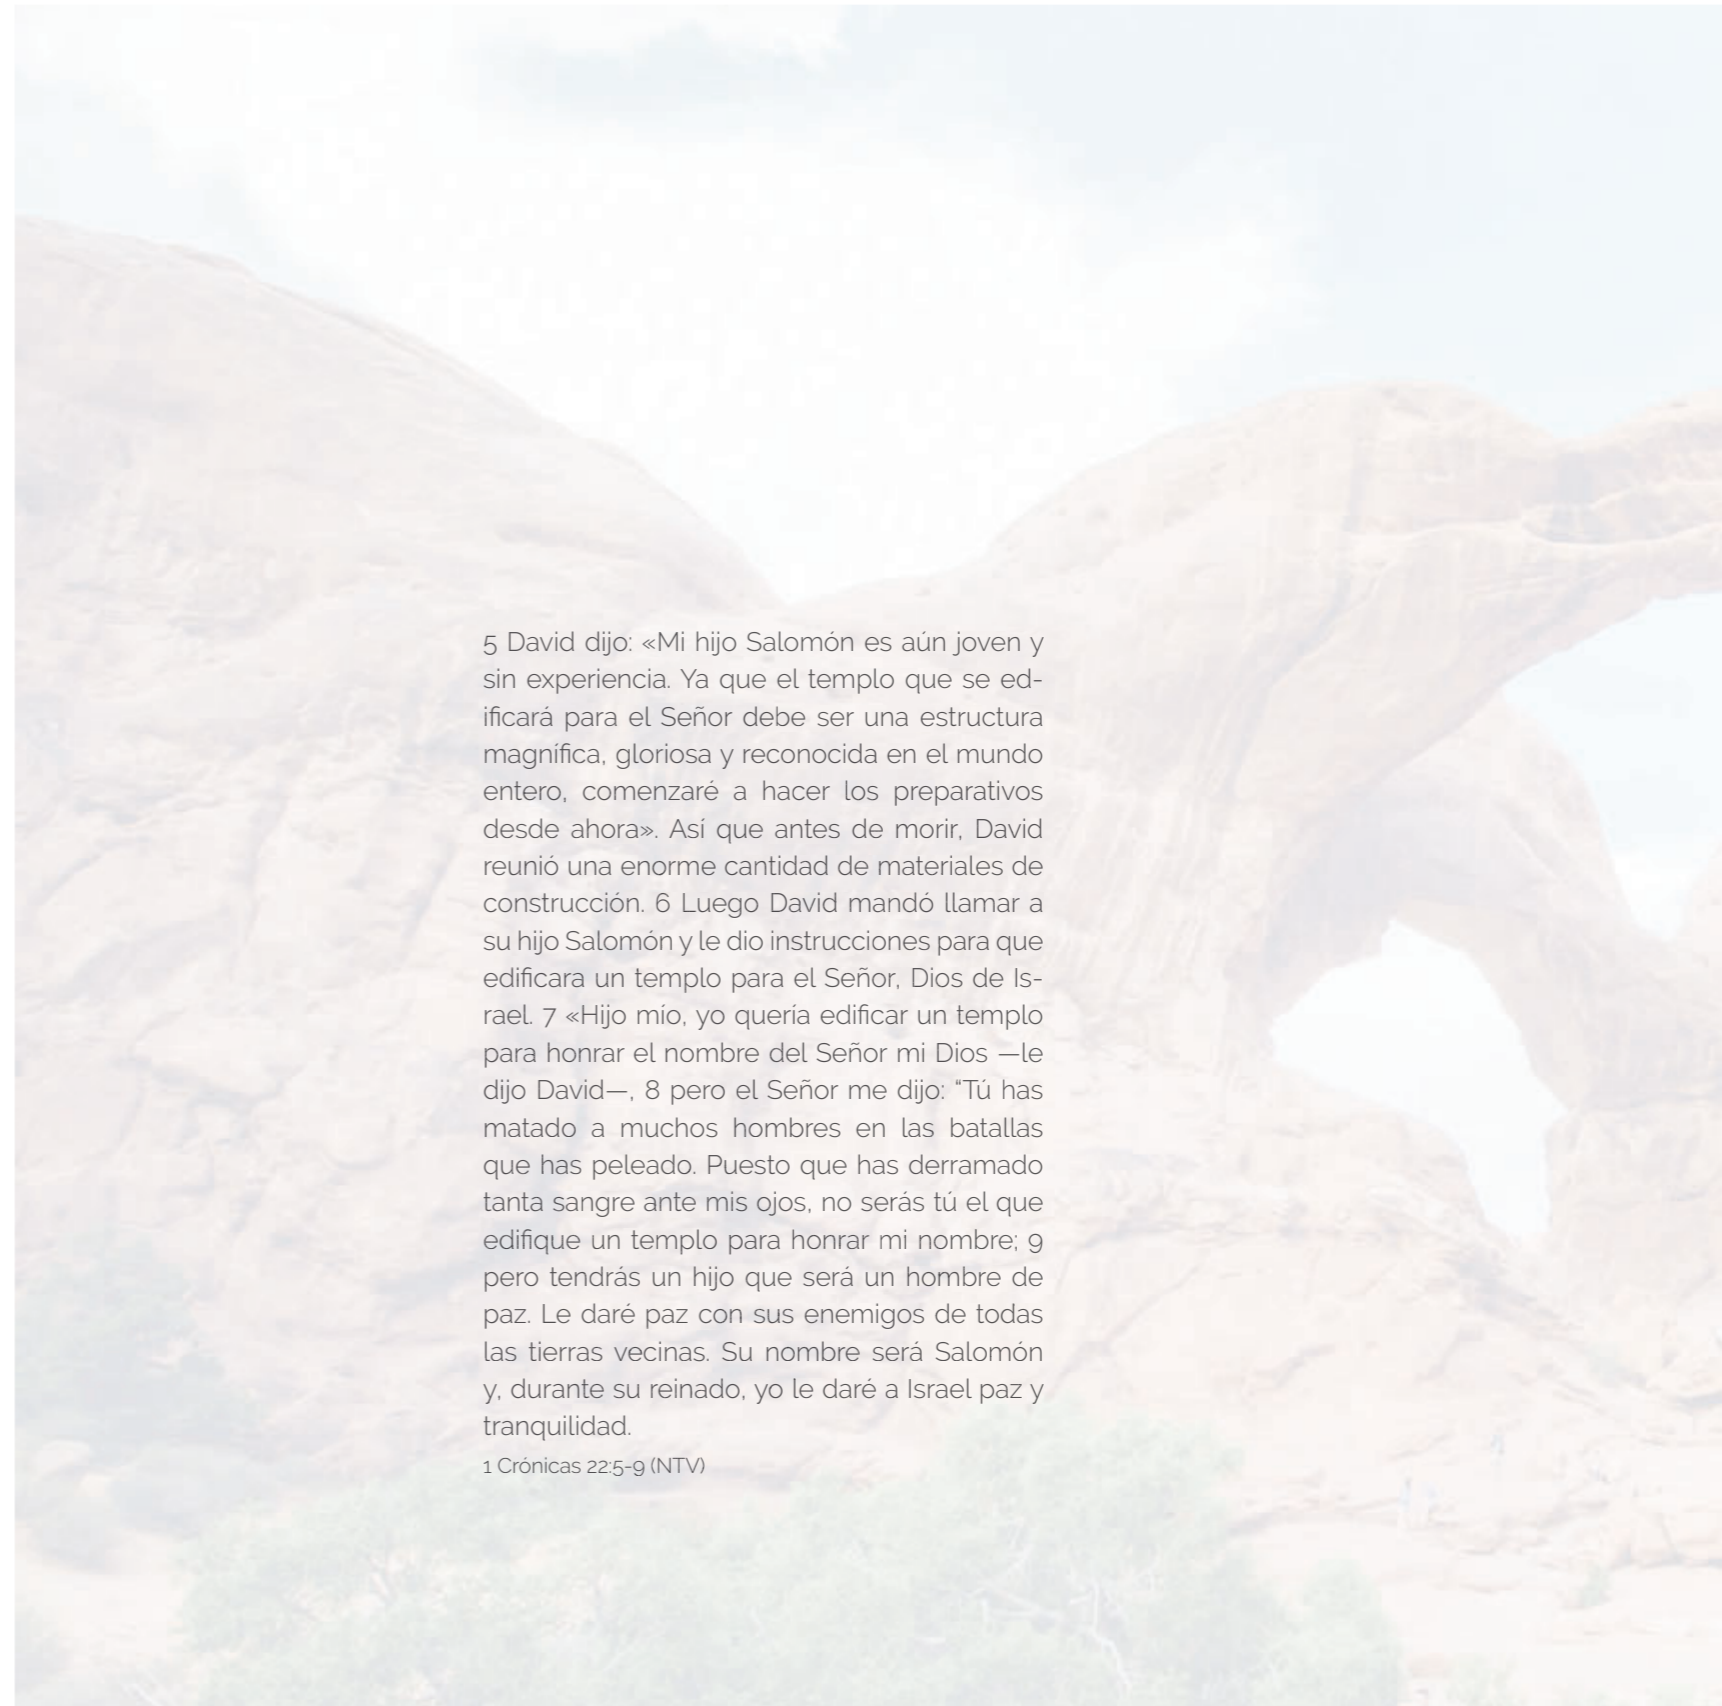 5 David dijo: «Mi hijo Salomón es aún joven y
sin experiencia. Ya que el templo que se ed-
ificará para el Señor debe ser una estructura
magnífica, gloriosa y reconocida en el mundo
entero, comenzaré a hacer los preparativos
desde ahora». Así que antes de morir, David
reunió una enorme cantidad de materiales de
construcción. 6 Luego David mandó llamar a
su hijo Salomón y le dio instrucciones para que
edificara un templo para el Señor, Dios de Is-
rael. 7 «Hijo mío, yo quería edificar un templo
para honrar el nombre del Señor mi Dios —le
dijo David—, 8 pero el Señor me dijo: “Tú has
matado a muchos hombres en las batallas
que has peleado. Puesto que has derramado
tanta sangre ante mis ojos, no serás tú el que
edifique un templo para honrar mi nombre; 9
pero tendrás un hijo que será un hombre de
paz. Le daré paz con sus enemigos de todas
las tierras vecinas. Su nombre será Salomón
y, durante su reinado, yo le daré a Israel paz y
tranquilidad.
1 Crónicas 22:5-9 (NTV)